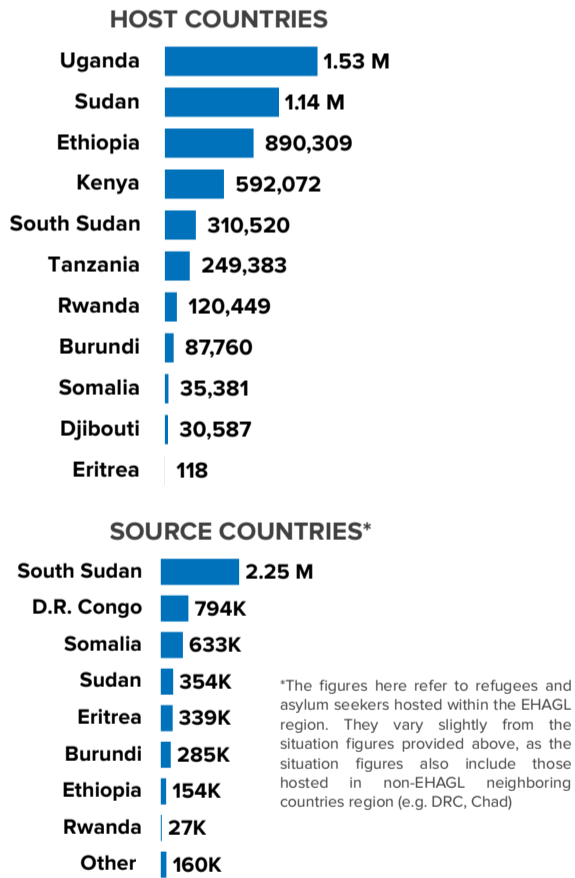 HOST COUNTRIES
Uganda 1.53 M
Sudan 1.14 M
Ethiopia 890,309
Kenya 592,072
South Sudan 310,520
Tanzania 249,383
Rwanda 120,449
Burundi 87,760
Somalia 35,381
Djibouti 30,587
Eritrea 118
SOURCE COUNTRIES*
South Sudan 2.25 M
D.R. Congo 794K
Somalia 633K
Sudan 354K
Eritrea 339K
Burundi 285K
Ethiopia 154K
Rwanda 27K
Other 160K
*The figures here refer to refugees and
asylum seekers hosted within the EHAGL
region. They vary slightly from the
situation figures provided above, as the
situation figures also include those
hosted in non-EHAGL neighboring
countries region (e.g. DRC, Chad)